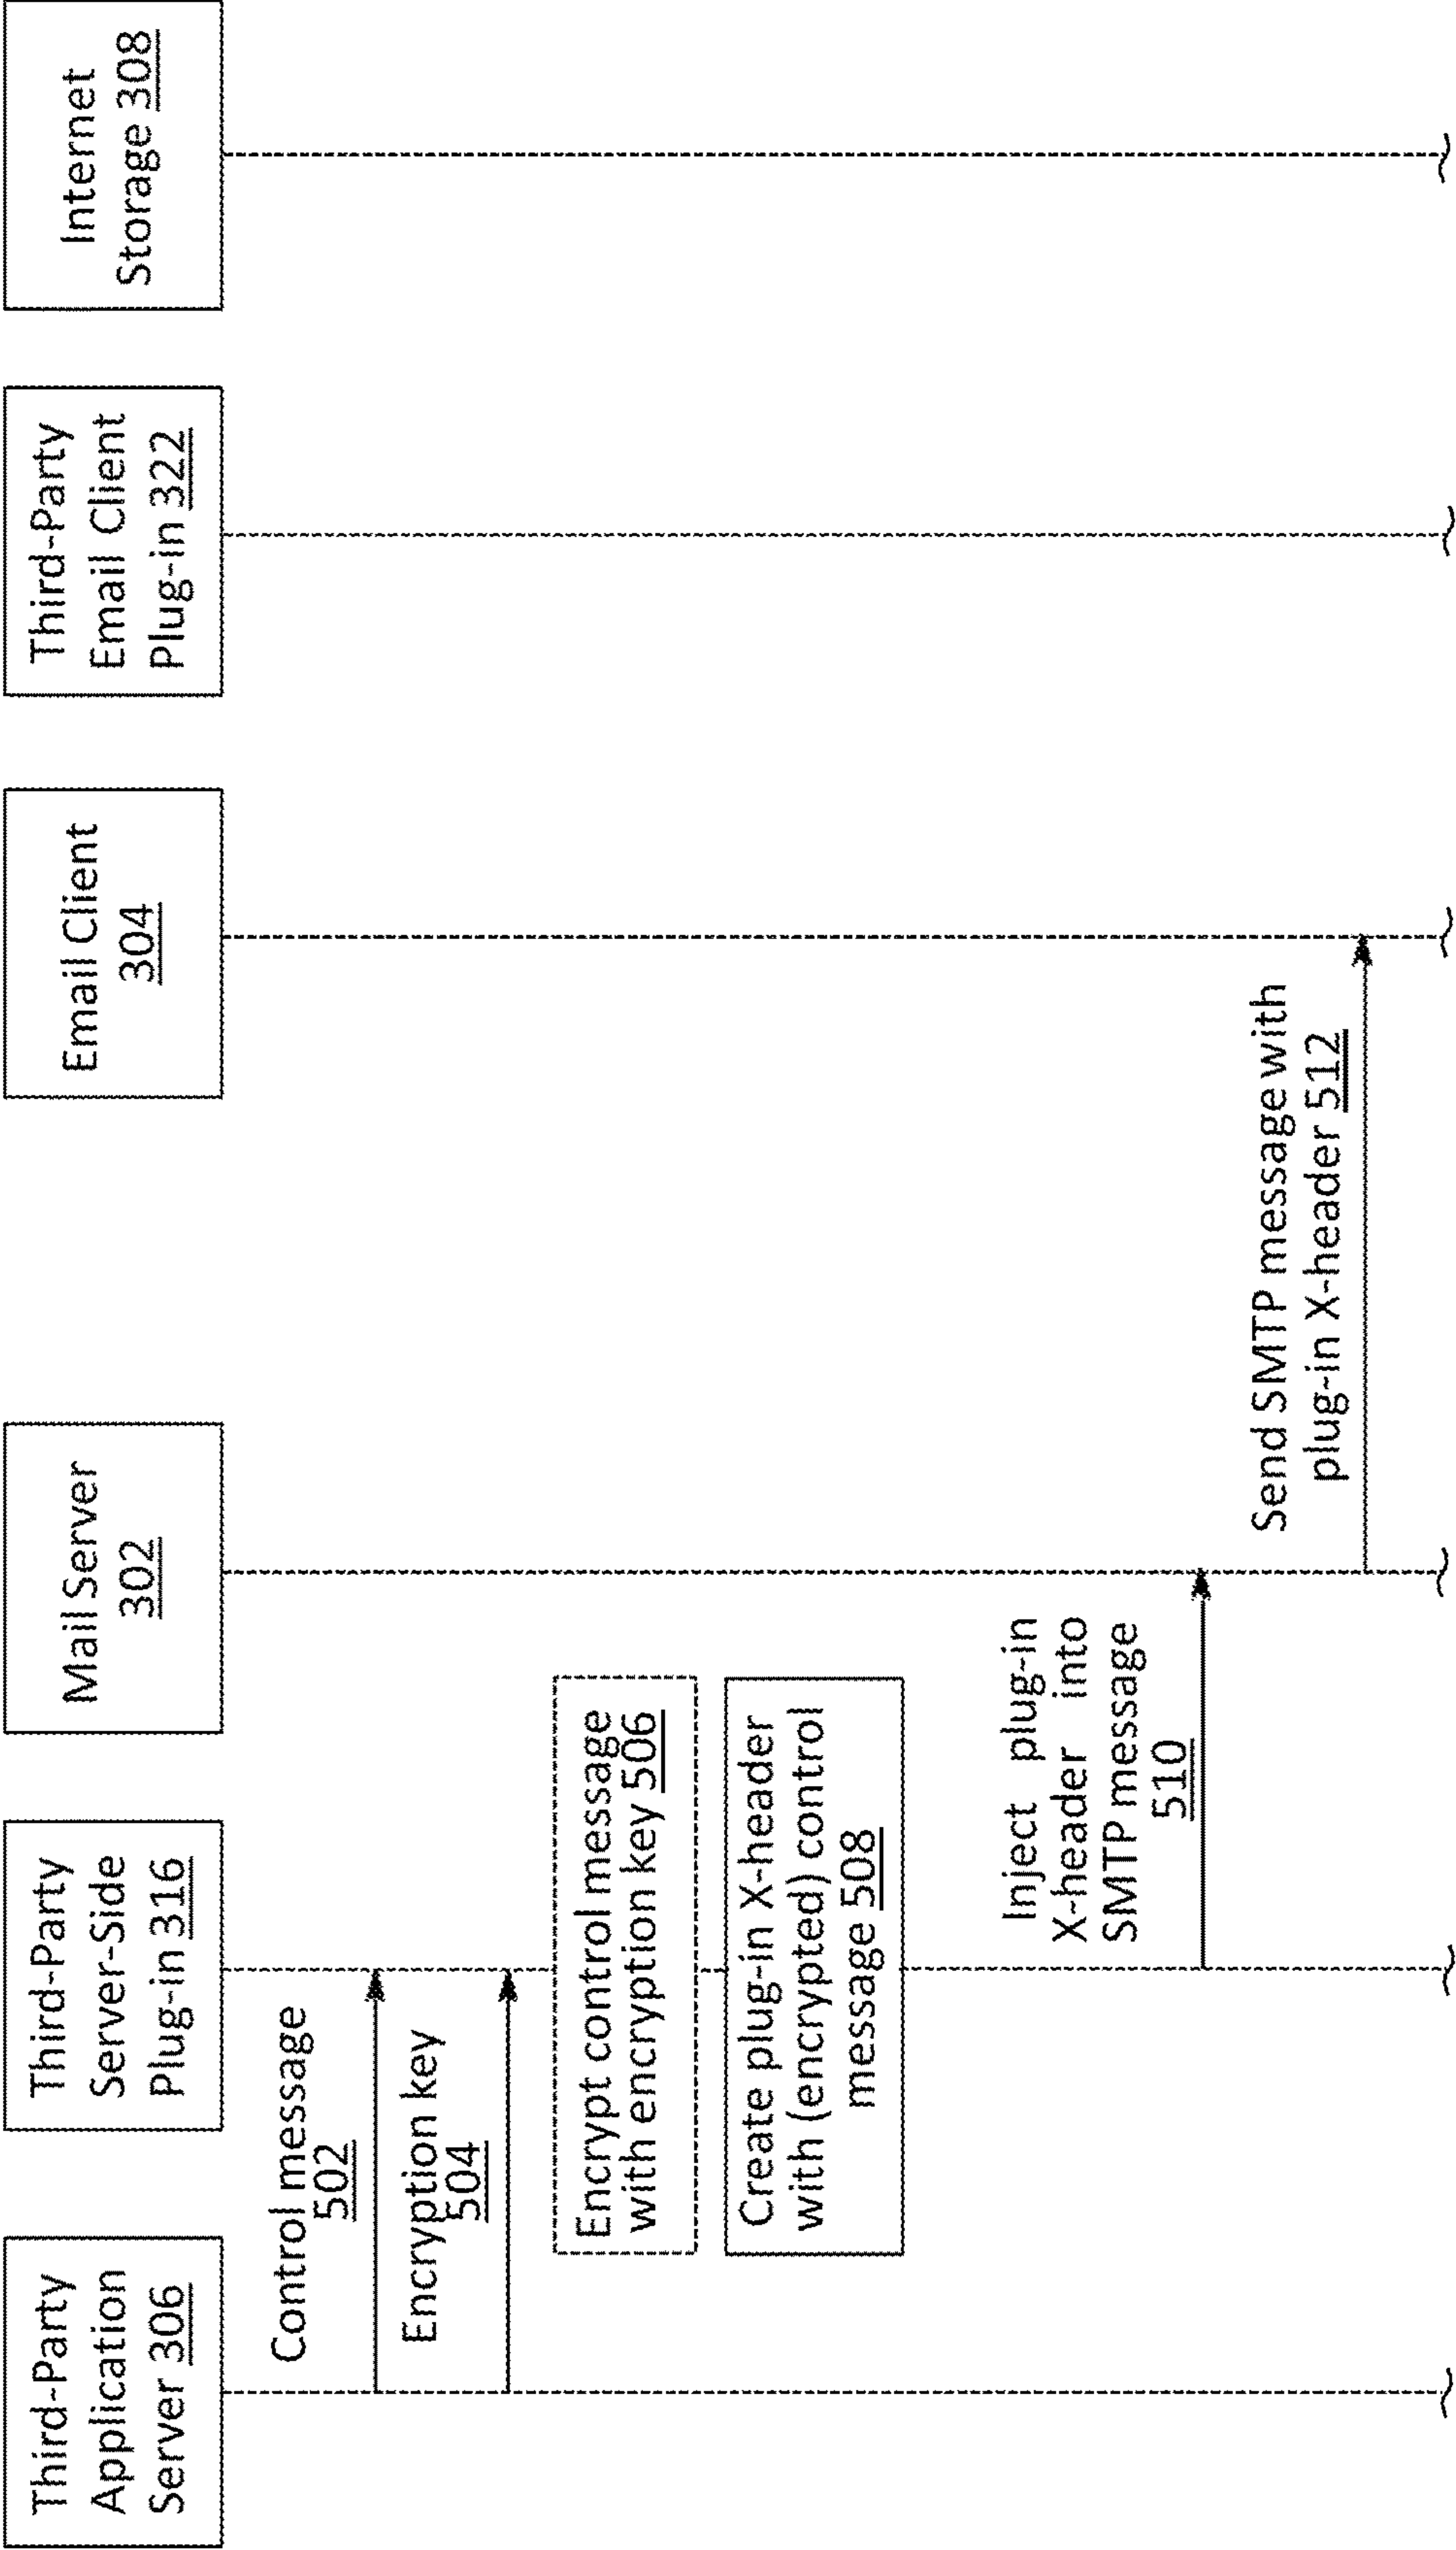 Third-Party
Application
Server 306
Third-Party
Server-Side
Plug-in 316
Mail Server
302
Email Client
304
Third-Party
Email Client
Plug-in 322
Internet
Storage 308
Control message
502
Encryption key
504
Encrypt control message
with encryption key 506
Create plug-in X-header
with (encrypted) control
message 508
Inject plug-in
X-header into
SMTP message
510
Send SMTP message with
plug-in X-header 512